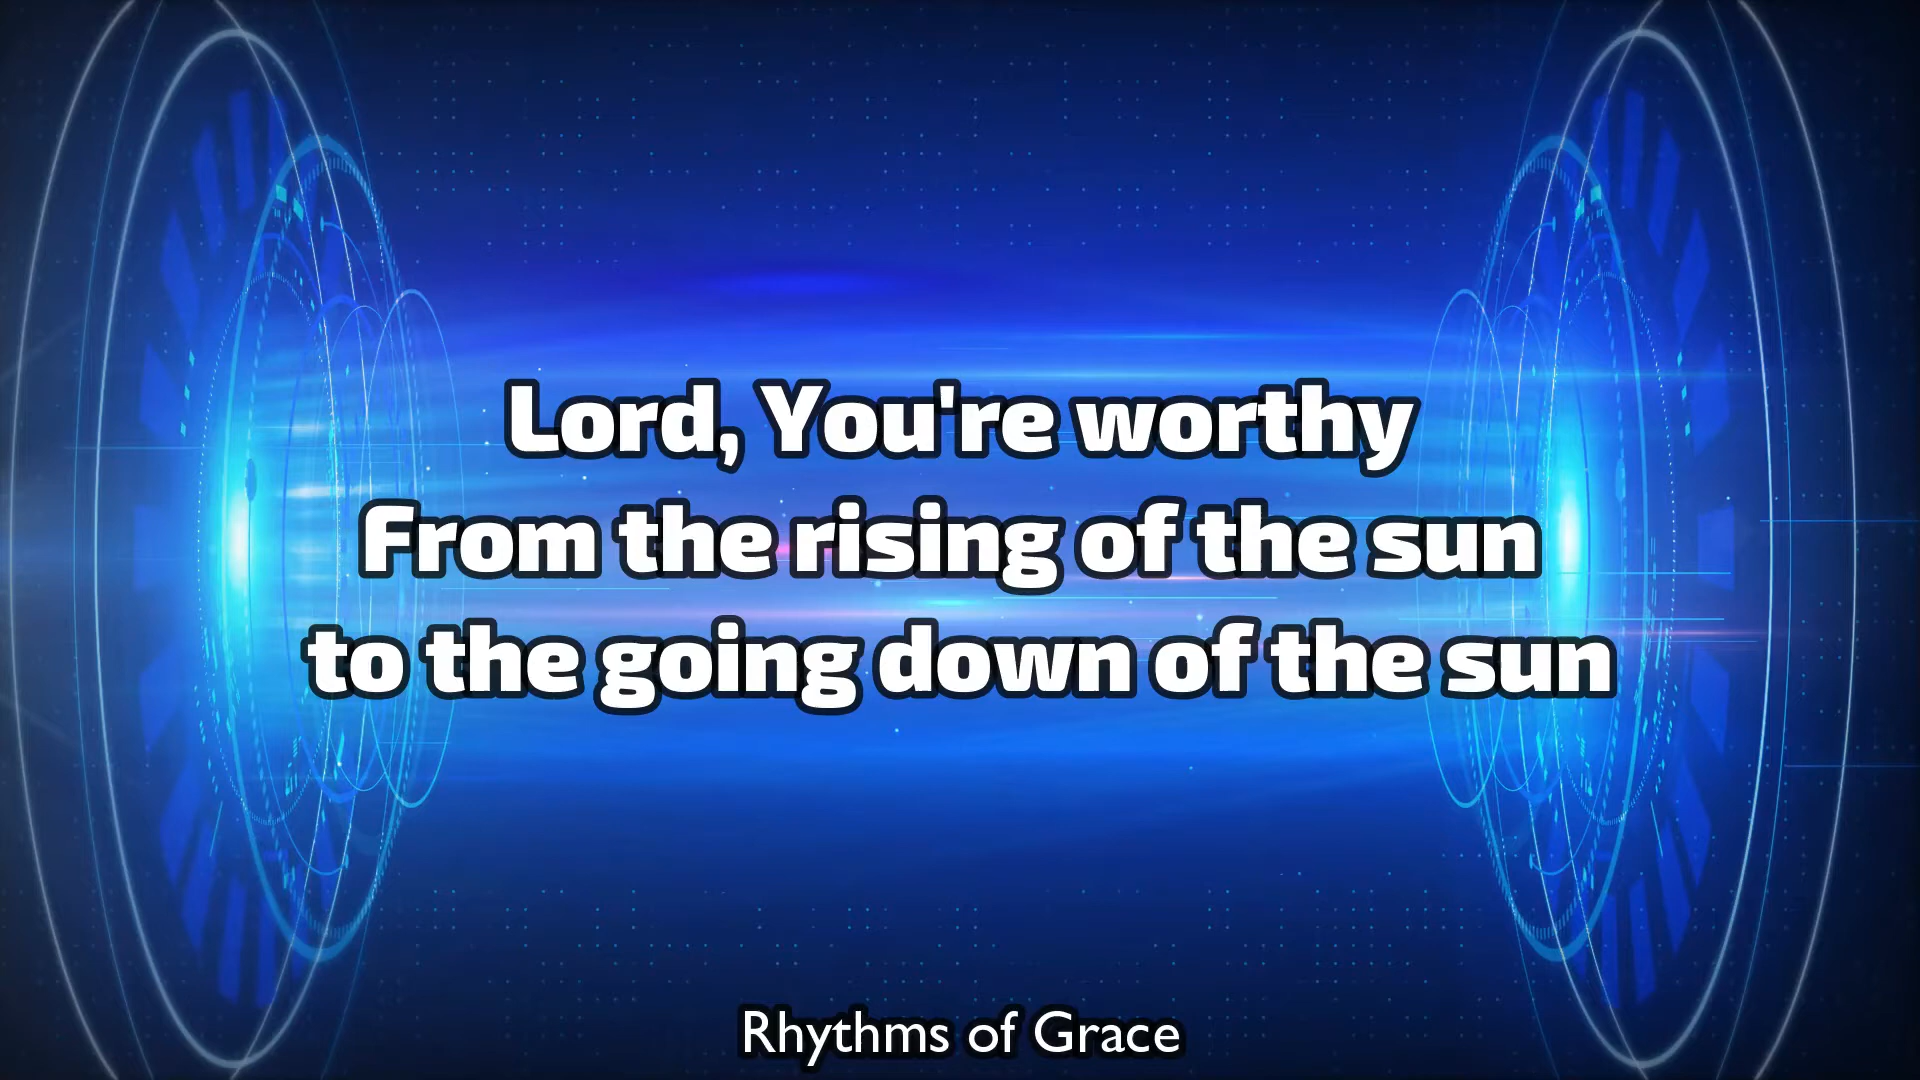 Lord, You're worthy
From the rising of the sun
to the going down of the sun
Rhythms of Grace